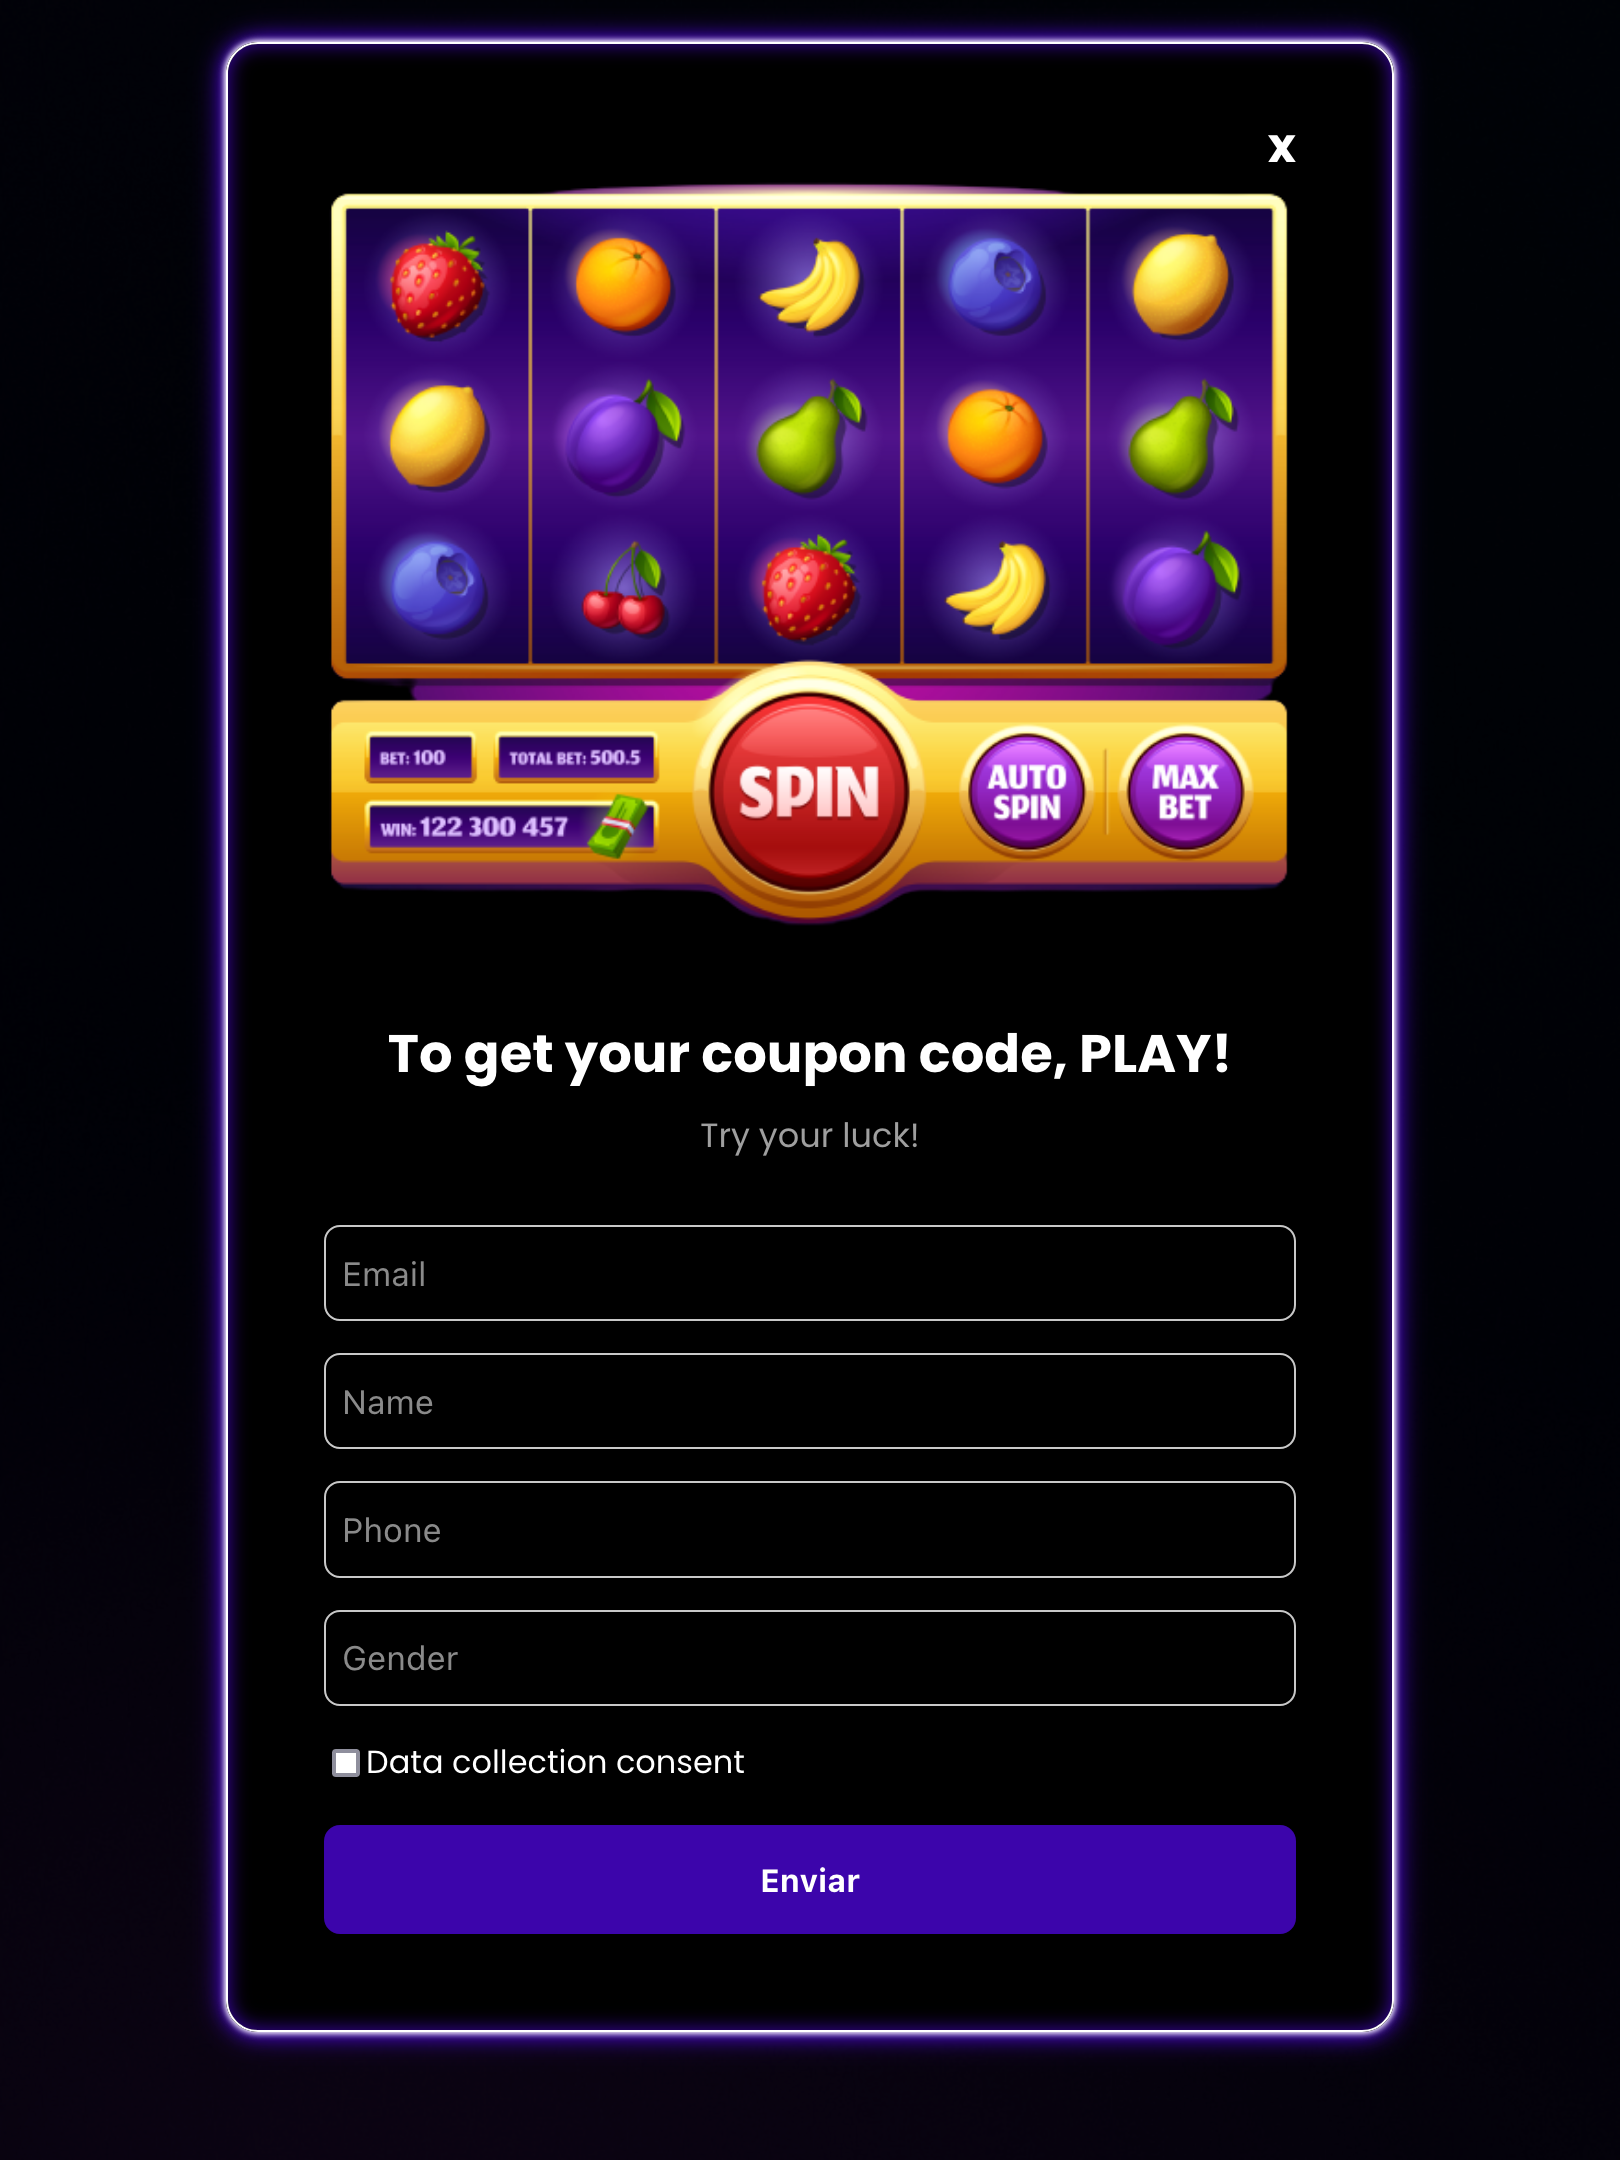 X
BET: 100
TOTAL BET: 500.5
WIN: 122 300 457
SPIN
AUTO
SPIN
MAX
BET
To get your coupon code, PLAY!
Try your luck!
Email
Name
Phone
Gender
Data collection consent
Enviar